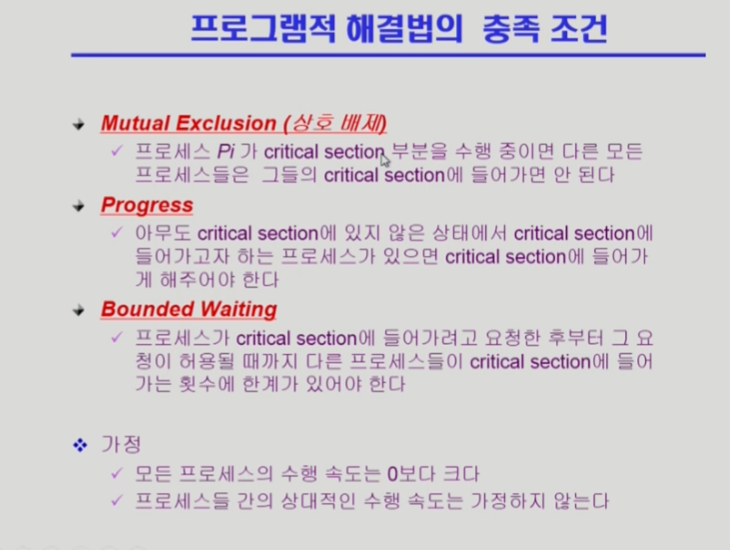 프로그램적 해결법의 충족 조건
Mutual Exclusion (상호 배제)
프로세스 Pi 가 critical section 부분을 수행 중이면 다른 모든
프로세스들은 그들의 critical section에 들어가면 안 된다
Progress
아무도 critical section에 있지 않은 상태에서 critical section에
들어가고자 하는 프로세스가 있으면 critical section에 들어가
게 해주어야 한다
Bounded Waiting
프로세스가 critical section에 들어가려고 요청한 후부터 그 요
청이 허용될 때까지 다른 프로세스들이 critical section에 들어
가는 횟수에 한계가 있어야 한다
가정
모든 프로세스의 수행 속도는 0보다 크다
프로세스들 간의 상대적인 수행 속도는 가정하지 않는다